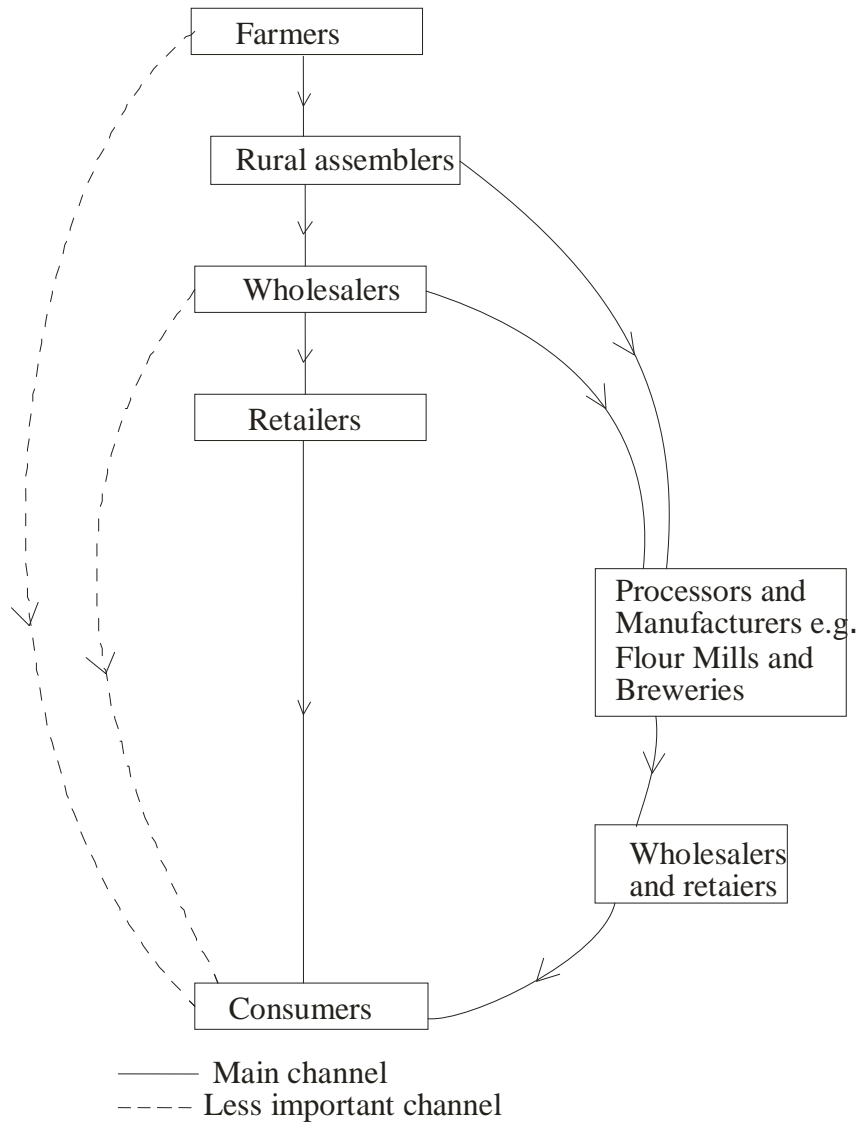 Farmers
Rural assemblers
Wholesalers
Retailers
Processors and
Manufacturers e.g.
Flour Mills and
Breweries
Wholesalers
and retaiers
Consumers
Main channel
Less important channel